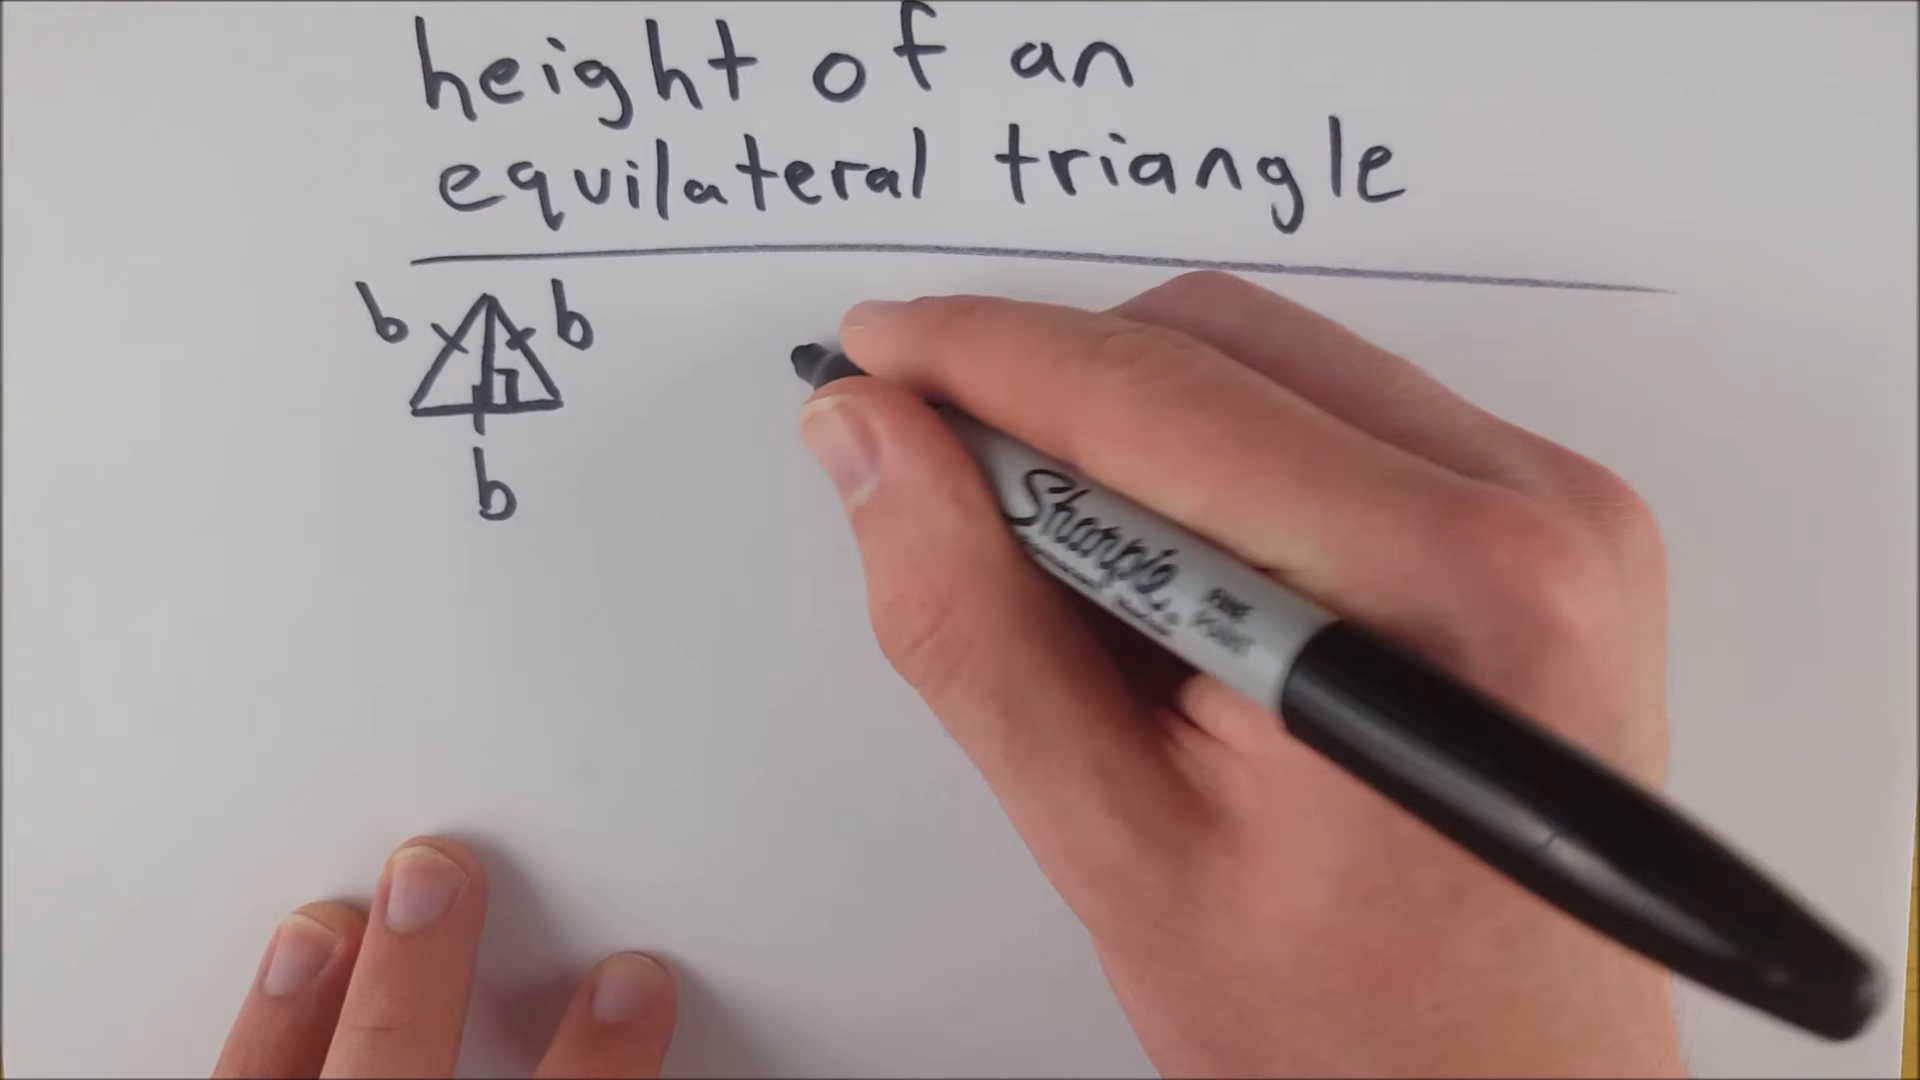 height of an
equilateral triangle
b b
b
Sharpie
FINE
POINT